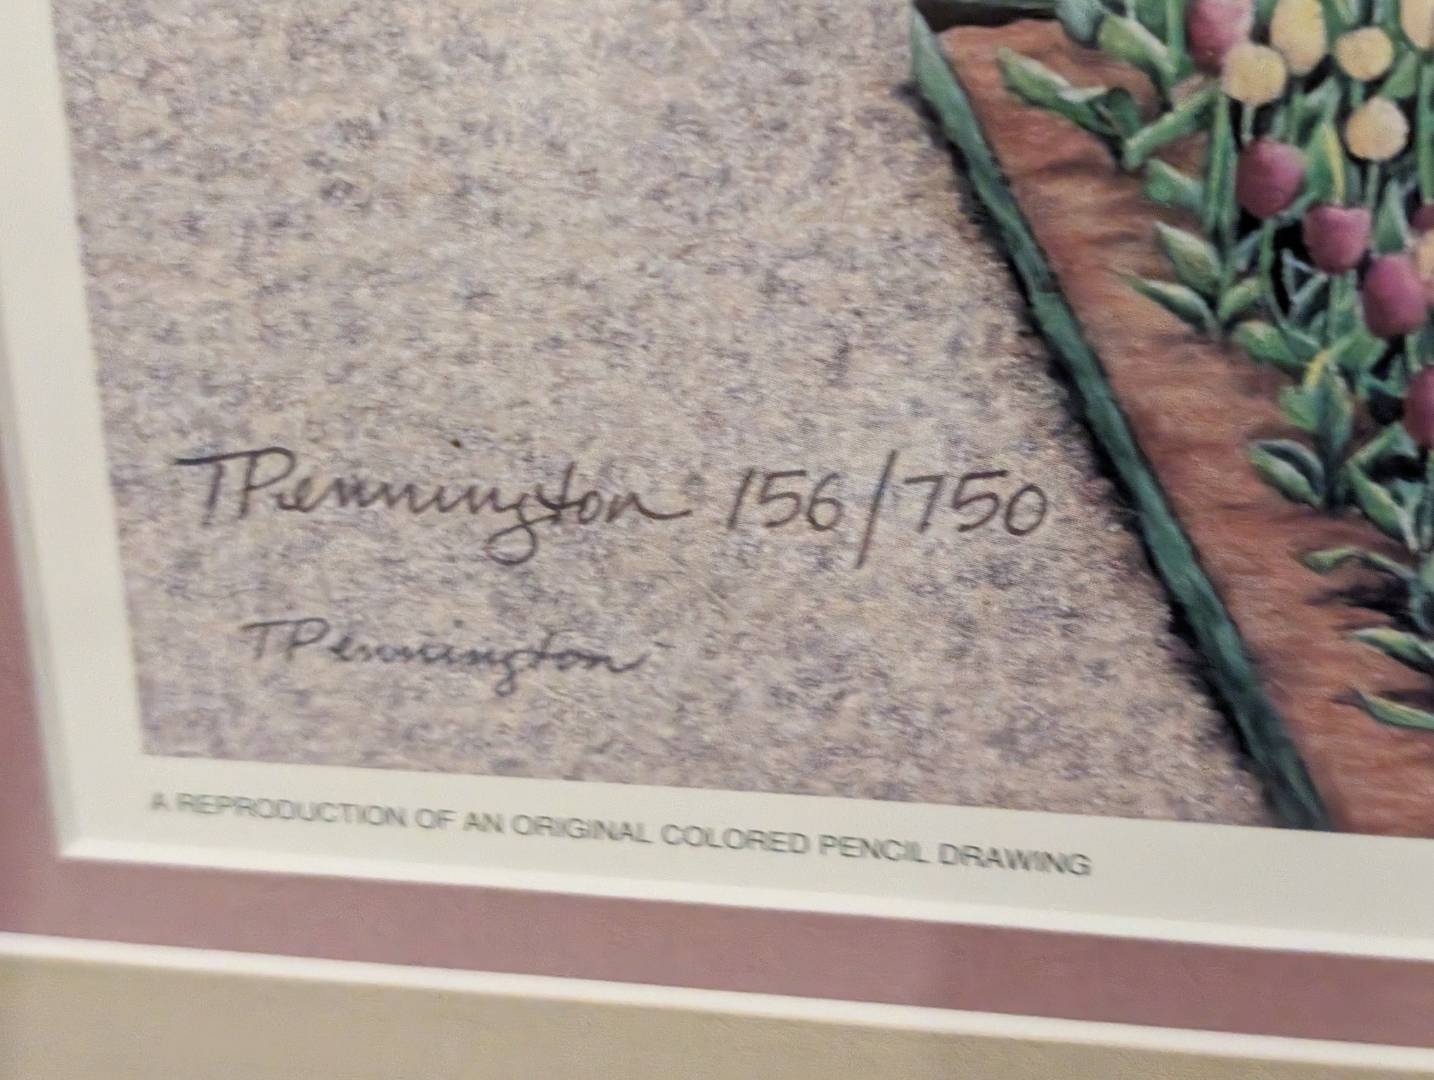 TPennington 156/750
TPennington
A REPRODUCTION OF AN ORIGINAL COLORED PENCIL DRAWING